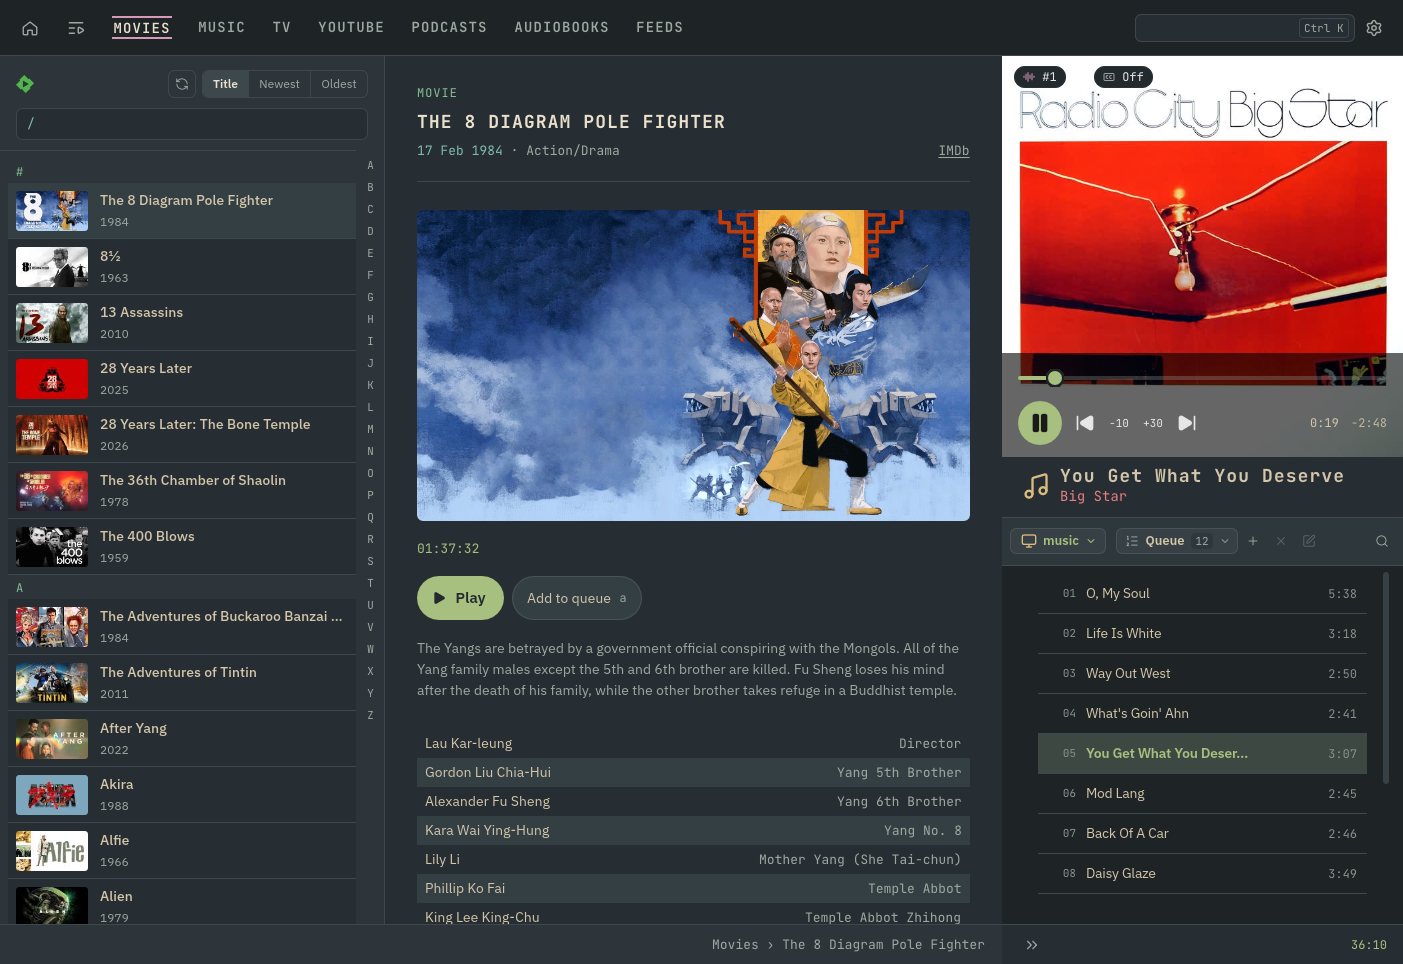 MOVIES MUSIC TV YOUTUBE PODCASTS AUDIOBOOKS FEEDS Ctrl K
Title Newest Oldest
/
#
The 8 Diagram Pole Fighter
1984
8½
1963
13 Assassins
2010
28 Years Later
2025
28 Years Later: The Bone Temple
2026
The 36th Chamber of Shaolin
1978
The 400 Blows
1959
the
400
blows
A
The Adventures of Buckaroo Banzai ...
1984
The Adventures of Tintin
2011
TINTIN
After Yang
2022
AFTER
YANG
Akira
1988
Alfie
1966
Alfie
Alien
1979
A
B
C
D
E
F
G
H
I
J
K
L
M
N
O
P
Q
R
S
T
U
V
W
X
Y
Z
MOVIE
THE 8 DIAGRAM POLE FIGHTER
17 Feb 1984 · Action/Drama IMDb
01:37:32
Play Add to queue a
The Yangs are betrayed by a government official conspiring with the Mongols. All of the
Yang family males except the 5th and 6th brother are killed. Fu Sheng loses his mind
after the death of his family, while the other brother takes refuge in a Buddhist temple.
Lau Kar-leung Director
Gordon Liu Chia-Hui Yang 5th Brother
Alexander Fu Sheng Yang 6th Brother
Kara Wai Ying-Hung Yang No. 8
Lily Li Mother Yang (She Tai-chun)
Phillip Ko Fai Temple Abbot
King Lee King-Chu Temple Abbot Zhihong
#1 CC Off
Radio City Big Star
-10 +30 0:19 -2:48
You Get What You Deserve
Big Star
music Queue 12
01 O, My Soul 5:38
02 Life Is White 3:18
03 Way Out West 2:50
04 What's Goin' Ahn 2:41
05 You Get What You Deser... 3:07
06 Mod Lang 2:45
07 Back Of A Car 2:46
08 Daisy Glaze 3:49
Movies › The 8 Diagram Pole Fighter 36:10